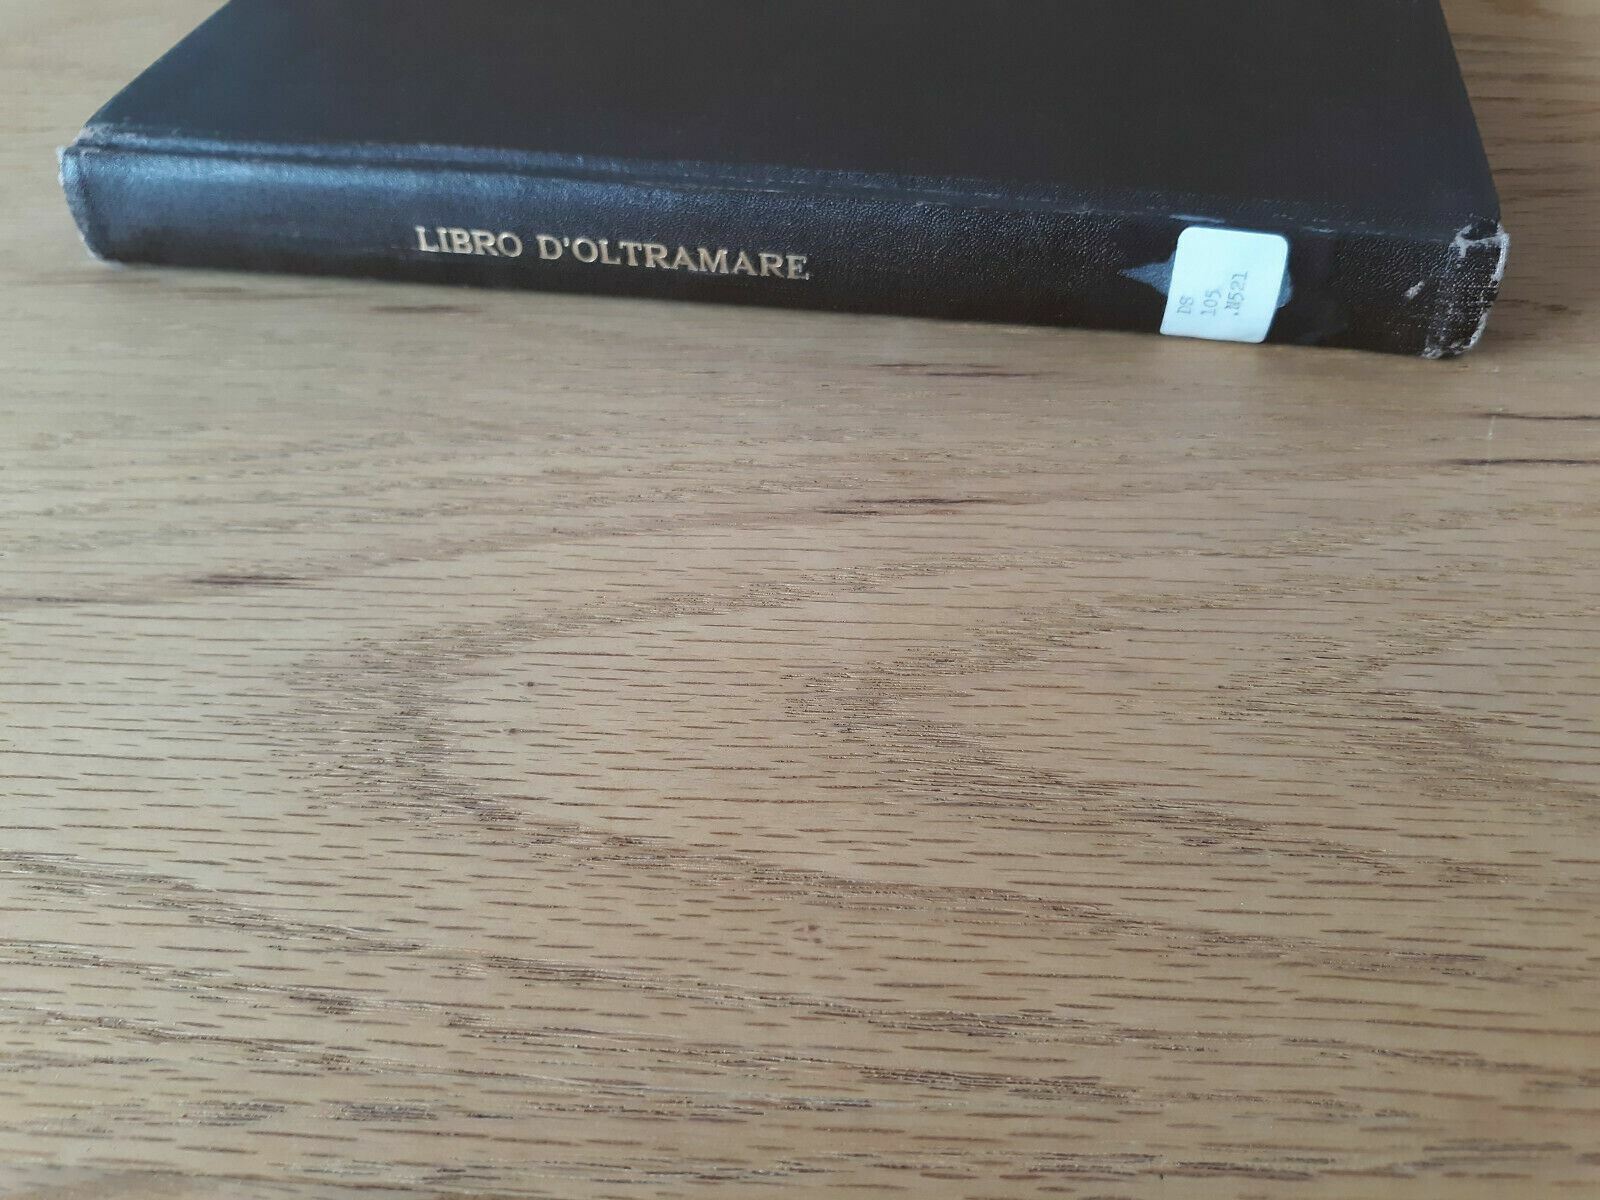 LIBRO D'OLTRAMARE
DS
105
.N521